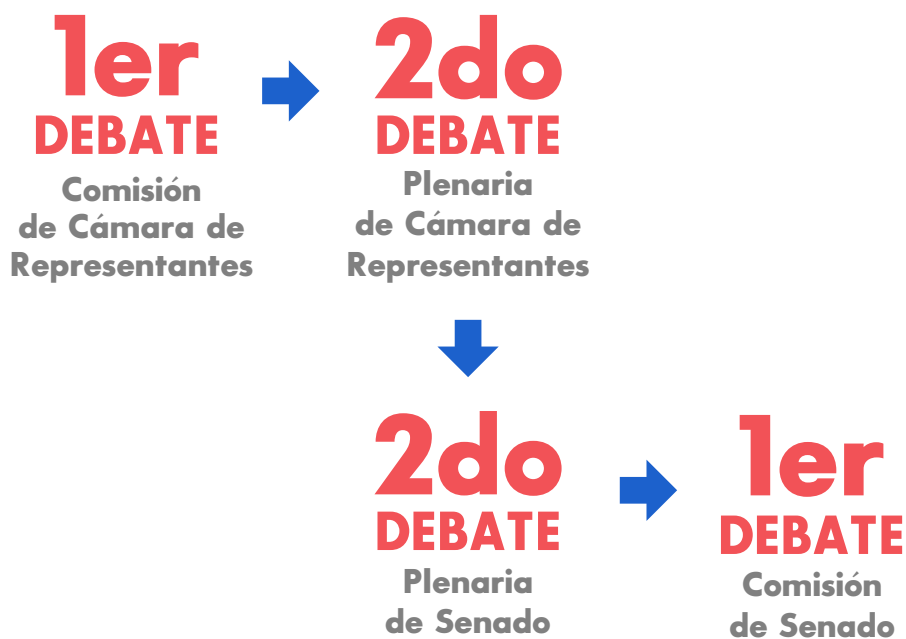 1er
DEBATE
Comisión
de Cámara de
Representantes
2do
DEBATE
Plenaria
de Cámara de
Representantes
2do
DEBATE
Plenaria
de Senado
1er
DEBATE
Comisión
de Senado